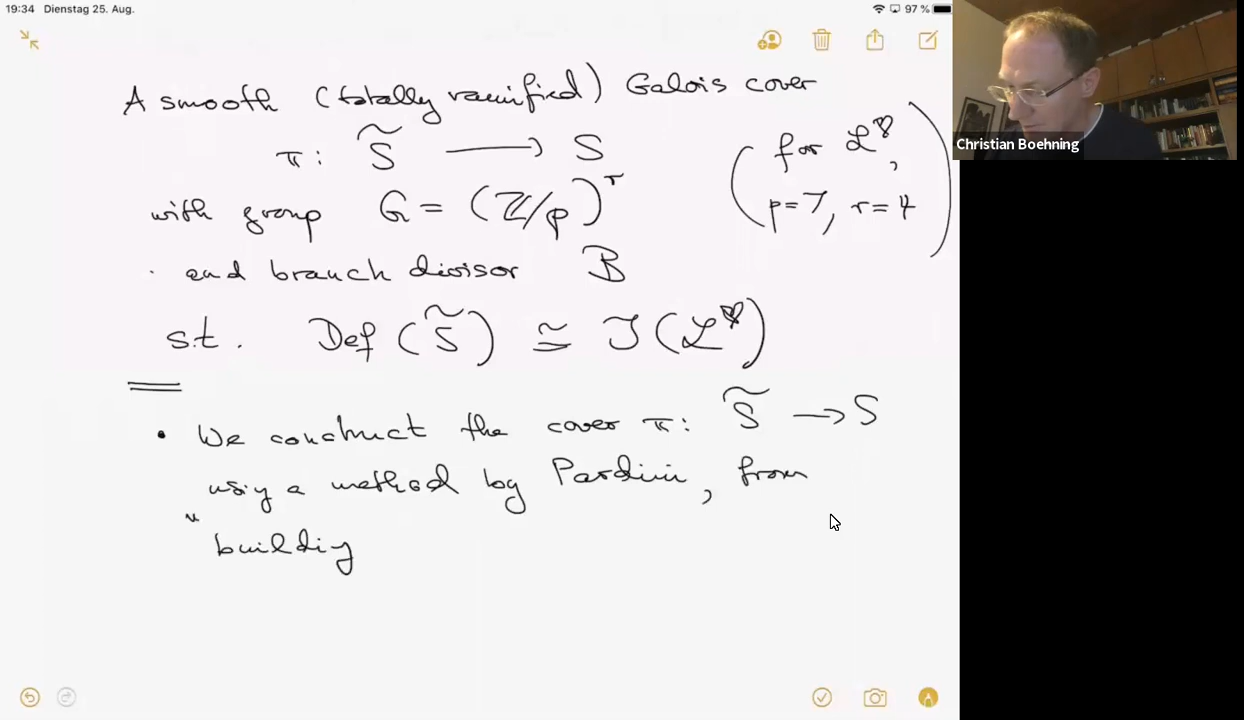 19:34 Dienstag 25. Aug.
97 %
A smooth (totally ramified) Galois cover
π: S̃ ⟶ S
(for 𝓛^♡,
with group G = (ℤ/p)^r
p=7, r=4)
and branch divisor B
s.t. Def(S̃) ≅ T(𝓛^♡)
• We construct the cover π: S̃ → S
using a method by Pardini, from
"building
Christian Boehning